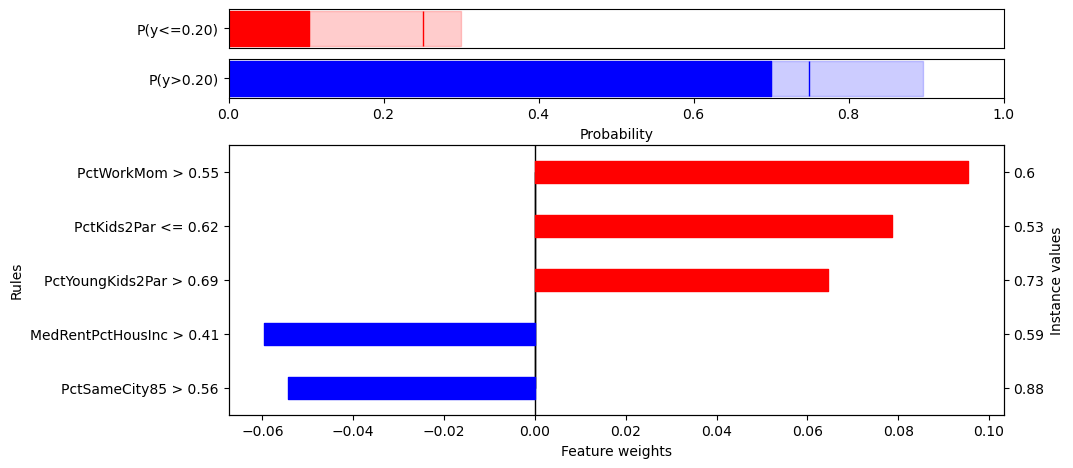 P(y<=0.20)
P(y>0.20)
0.0 0.2 0.4 0.6 0.8 1.0
Probability
PctWorkMom > 0.55 0.6
PctKids2Par <= 0.62 0.53
PctYoungKids2Par > 0.69 0.73
MedRentPctHousInc > 0.41 0.59
PctSameCity85 > 0.56 0.88
Rules
Instance values
−0.06 −0.04 −0.02 0.00 0.02 0.04 0.06 0.08 0.10
Feature weights